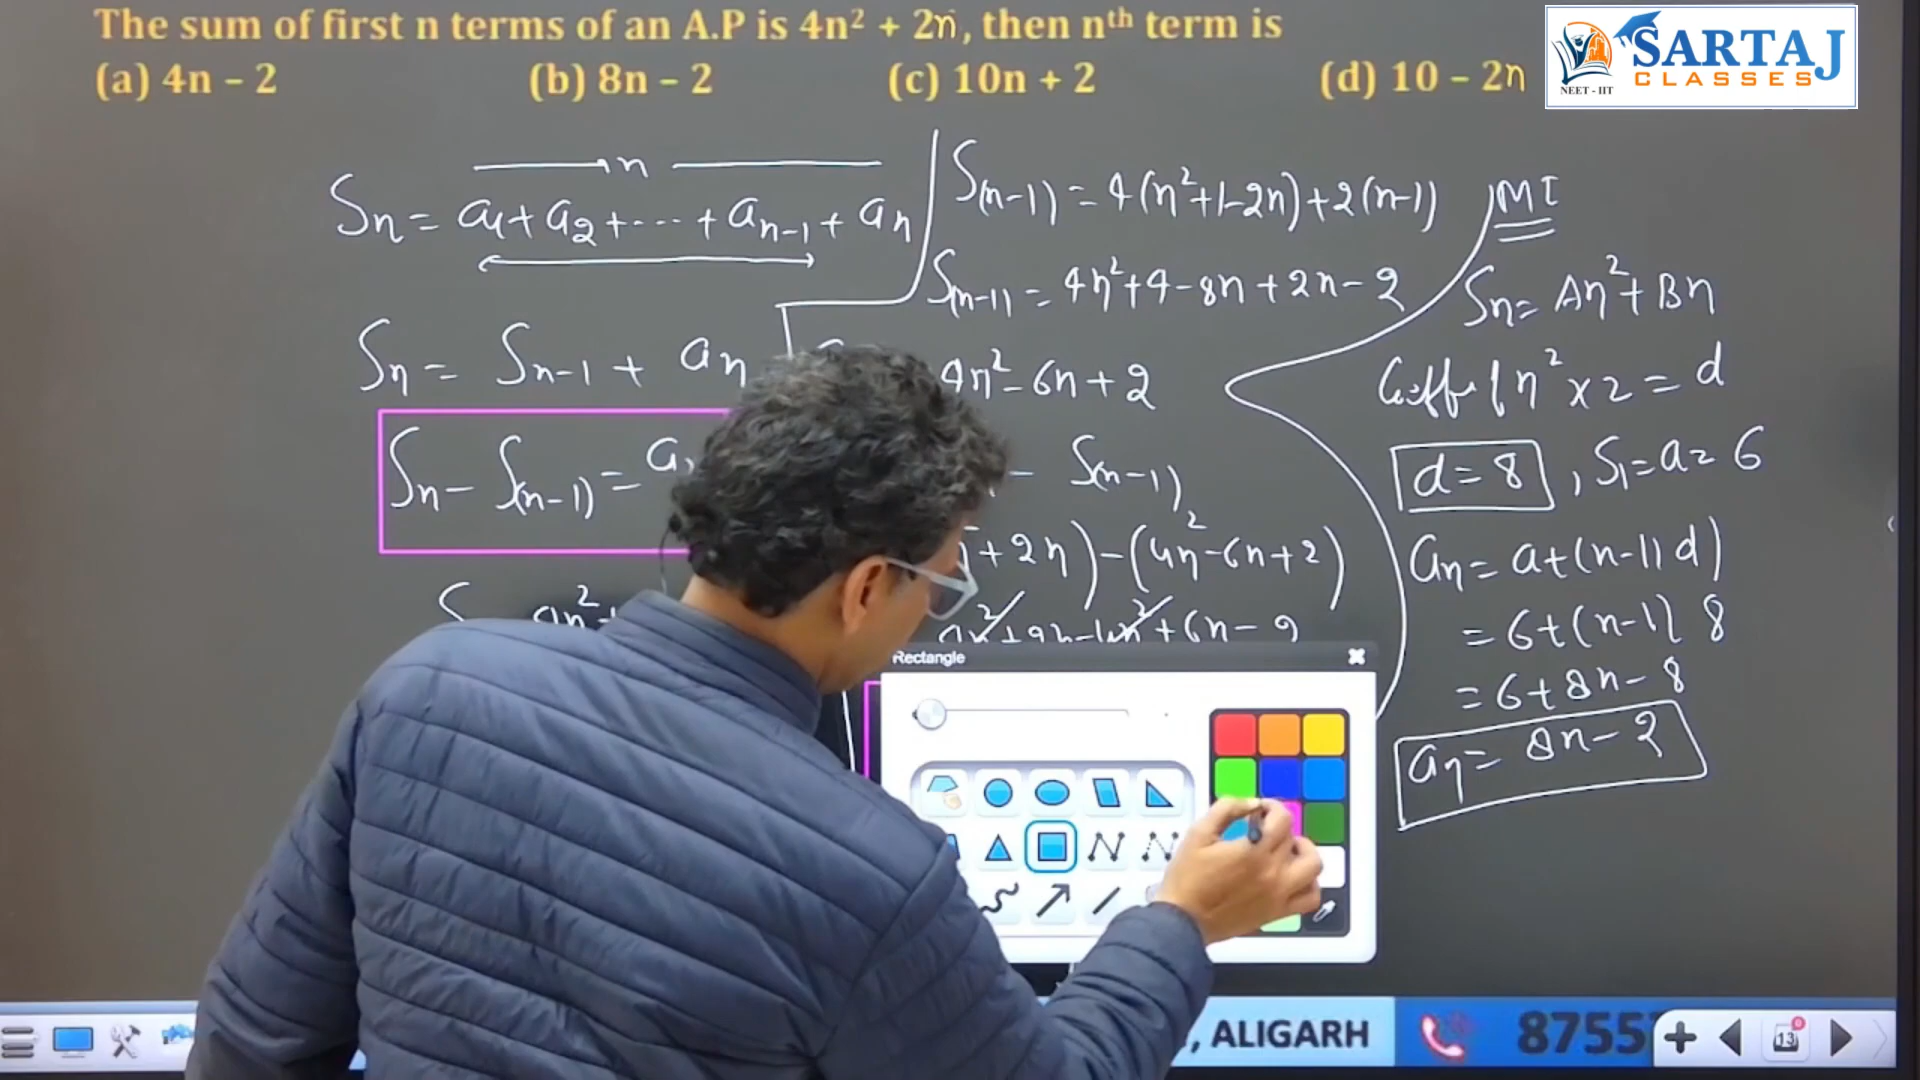 The sum of first n terms of an A.P is 4n² + 2n, then nᵗʰ term is
(a) 4n – 2 (b) 8n – 2 (c) 10n + 2 (d) 10 – 2n
SARTAJ
CLASSES
NEET - IIT
n
Sn = a1 + a2 + ---- + an-1 + an
Sn = Sn-1 + an
Sn - S(n-1) =
S(n-1) = 4(n²+1-2n)+2(n-1)
S(n-1) = 4n²+4-8n+2n-2
4n²-6n+2
- S(n-1)
+2n)-(4n²-6n+2)
+6n-2
MI
Sn = An²+Bn
Coeff of n² x 2 = d
d = 8, S1 = a = 6
an = a+(n-1)d)
= 6+(n-1) 8
= 6+8n-8
an = 8n-2
Rectangle
, ALIGARH
8755
13